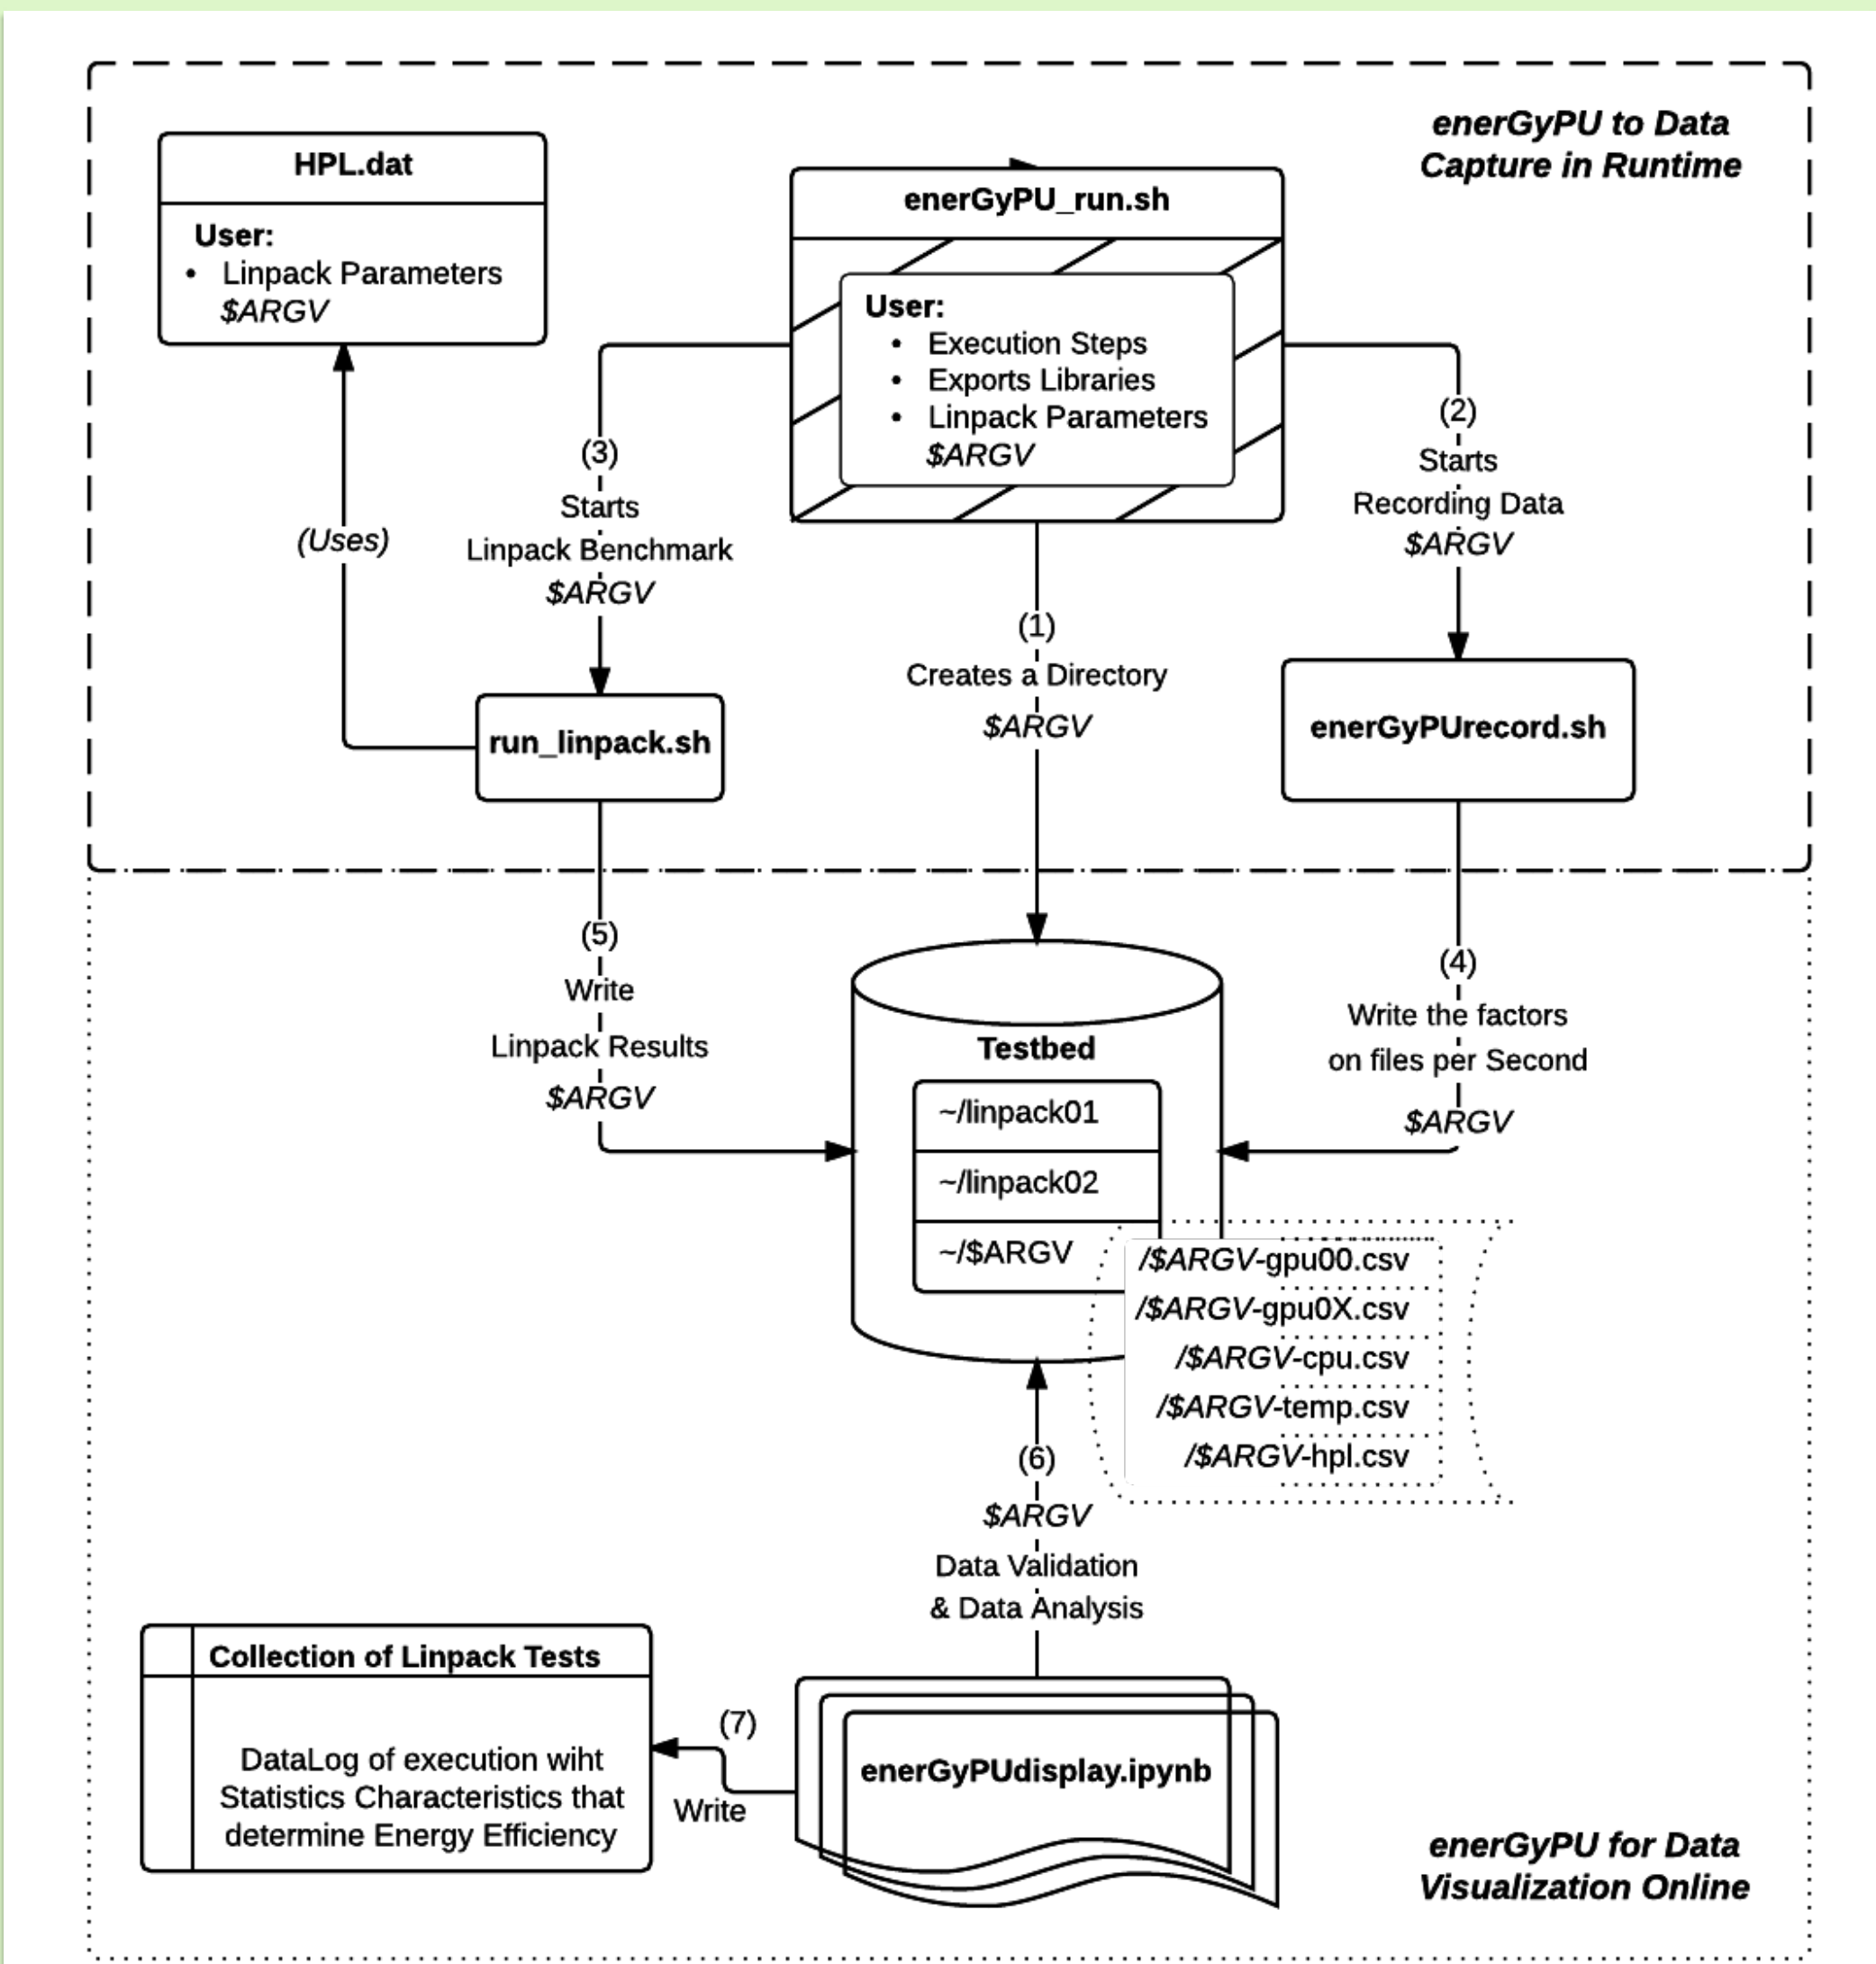 enerGyPU to Data
Capture in Runtime
HPL.dat
User:
• Linpack Parameters
$ARGV
enerGyPU_run.sh
User:
• Execution Steps
• Exports Libraries
• Linpack Parameters
$ARGV
(Uses)
(3)
Starts
Linpack Benchmark
$ARGV
(1)
Creates a Directory
$ARGV
(2)
Starts
Recording Data
$ARGV
run_linpack.sh
enerGyPUrecord.sh
(5)
Write
Linpack Results
$ARGV
(4)
Write the factors
on files per Second
$ARGV
Testbed
~/linpack01
~/linpack02
~/$ARGV
/$ARGV-gpu00.csv
/$ARGV-gpu0X.csv
/$ARGV-cpu.csv
/$ARGV-temp.csv
/$ARGV-hpl.csv
(6)
$ARGV
Data Validation
& Data Analysis
Collection of Linpack Tests
DataLog of execution wiht
Statistics Characteristics that
determine Energy Efficiency
(7)
Write
enerGyPUdisplay.ipynb
enerGyPU for Data
Visualization Online